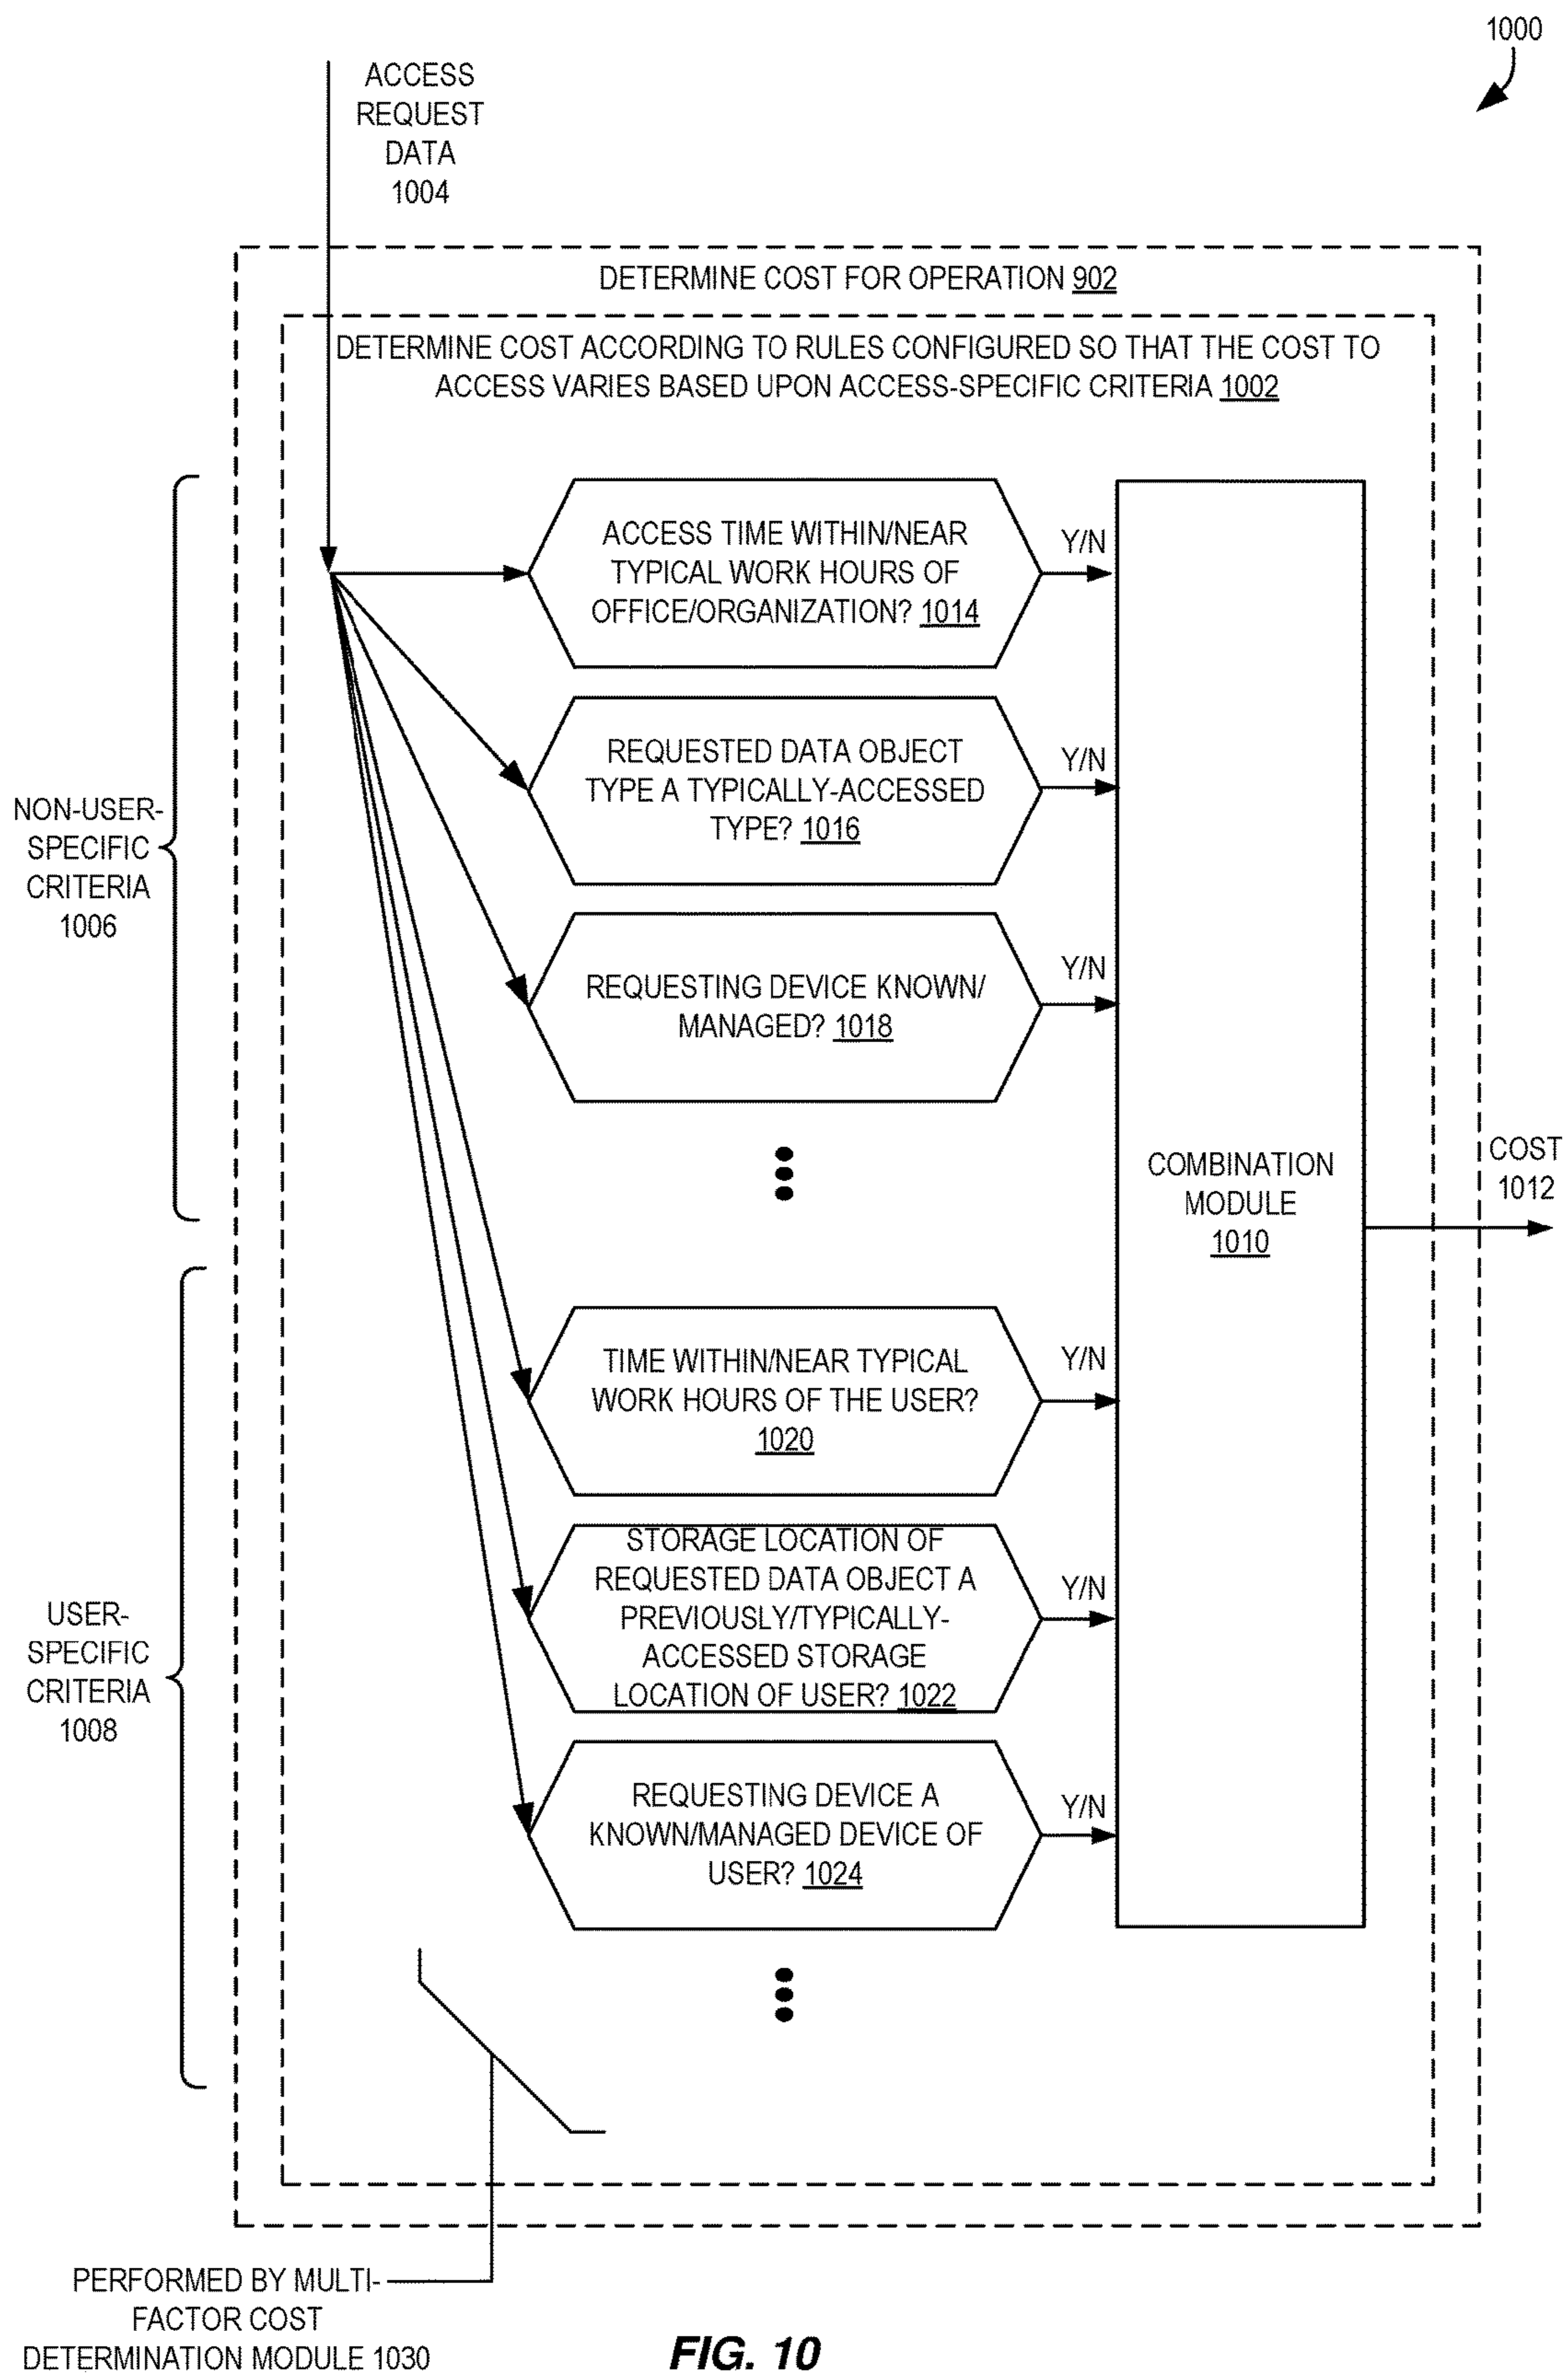 1000
ACCESS
REQUEST
DATA
1004
DETERMINE COST FOR OPERATION 902
DETERMINE COST ACCORDING TO RULES CONFIGURED SO THAT THE COST TO
ACCESS VARIES BASED UPON ACCESS-SPECIFIC CRITERIA 1002
NON-USER-
SPECIFIC
CRITERIA
1006
ACCESS TIME WITHIN/NEAR
TYPICAL WORK HOURS OF
OFFICE/ORGANIZATION? 1014
Y/N
REQUESTED DATA OBJECT
TYPE A TYPICALLY-ACCESSED
TYPE? 1016
Y/N
REQUESTING DEVICE KNOWN/
MANAGED? 1018
Y/N
COMBINATION
MODULE
1010
COST
1012
USER-
SPECIFIC
CRITERIA
1008
TIME WITHIN/NEAR TYPICAL
WORK HOURS OF THE USER?
1020
Y/N
STORAGE LOCATION OF
REQUESTED DATA OBJECT A
PREVIOUSLY/TYPICALLY-
ACCESSED STORAGE
LOCATION OF USER? 1022
Y/N
REQUESTING DEVICE A
KNOWN/MANAGED DEVICE OF
USER? 1024
Y/N
PERFORMED BY MULTI-
FACTOR COST
DETERMINATION MODULE 1030
FIG. 10